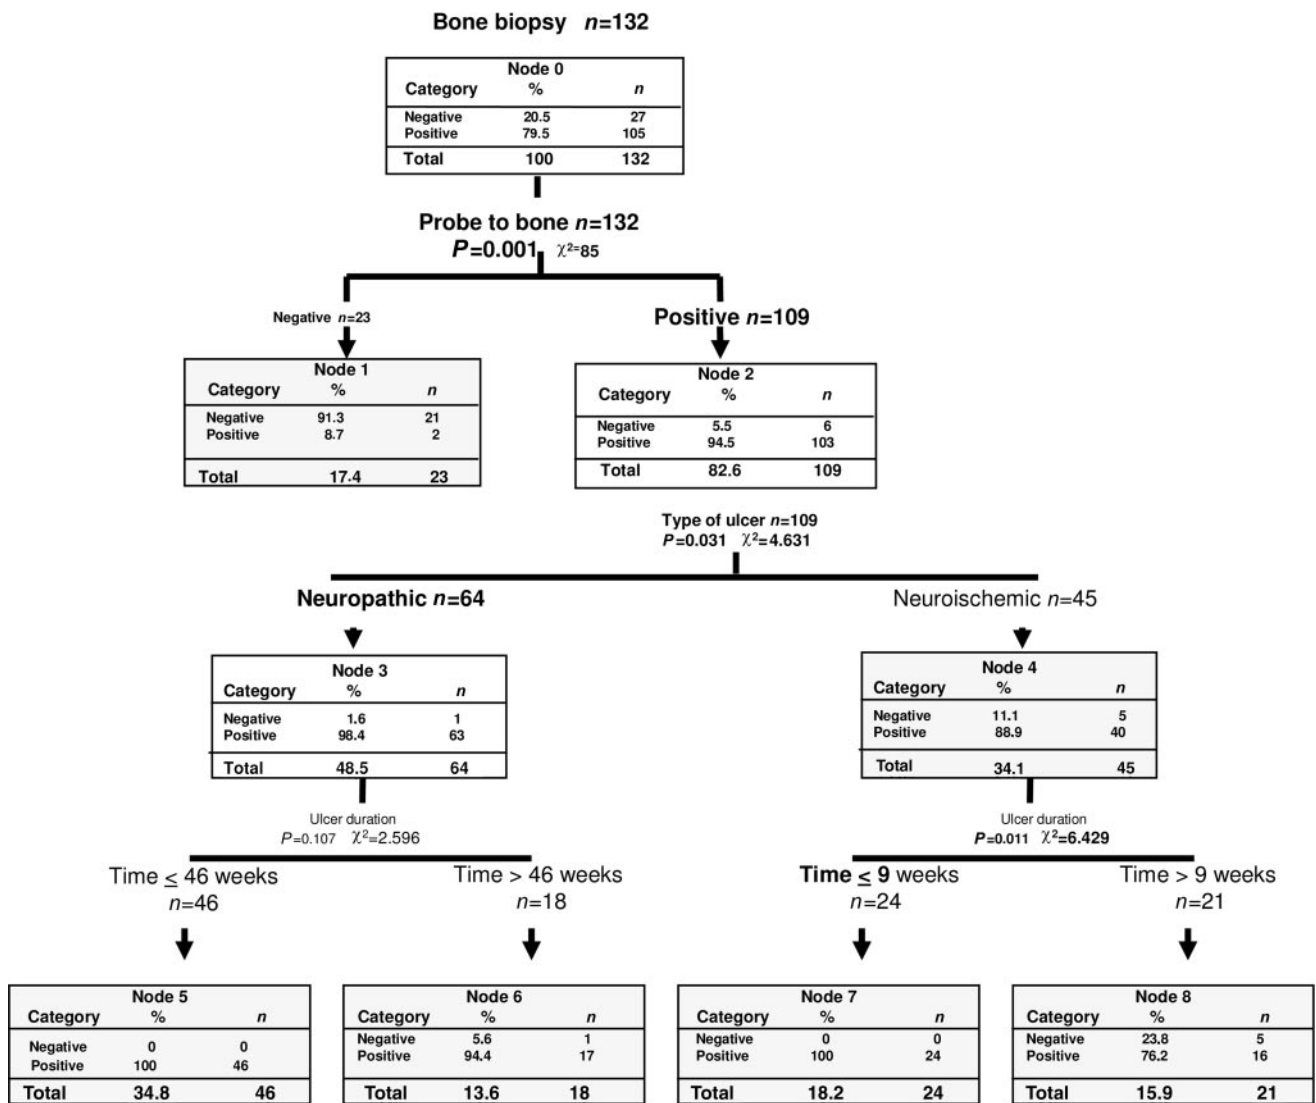 Bone biopsy n=132
Node 0
Category % n
Negative 20.5 27
Positive 79.5 105
Total 100 132
Probe to bone n=132
P=0.001 χ²=85
Negative n=23
Positive n=109
Node 1
Category % n
Negative 91.3 21
Positive 8.7 2
Total 17.4 23
Node 2
Category % n
Negative 5.5 6
Positive 94.5 103
Total 82.6 109
Type of ulcer n=109
P=0.031 χ²=4.631
Neuropathic n=64
Neuroischemic n=45
Node 3
Category % n
Negative 1.6 1
Positive 98.4 63
Total 48.5 64
Node 4
Category % n
Negative 11.1 5
Positive 88.9 40
Total 34.1 45
Ulcer duration
P=0.107 χ²=2.596
Ulcer duration
P=0.011 χ²=6.429
Time ≤ 46 weeks
n=46
Time > 46 weeks
n=18
Time ≤ 9 weeks
n=24
Time > 9 weeks
n=21
Node 5
Category % n
Negative 0 0
Positive 100 46
Total 34.8 46
Node 6
Category % n
Negative 5.6 1
Positive 94.4 17
Total 13.6 18
Node 7
Category % n
Negative 0 0
Positive 100 24
Total 18.2 24
Node 8
Category % n
Negative 23.8 5
Positive 76.2 16
Total 15.9 21